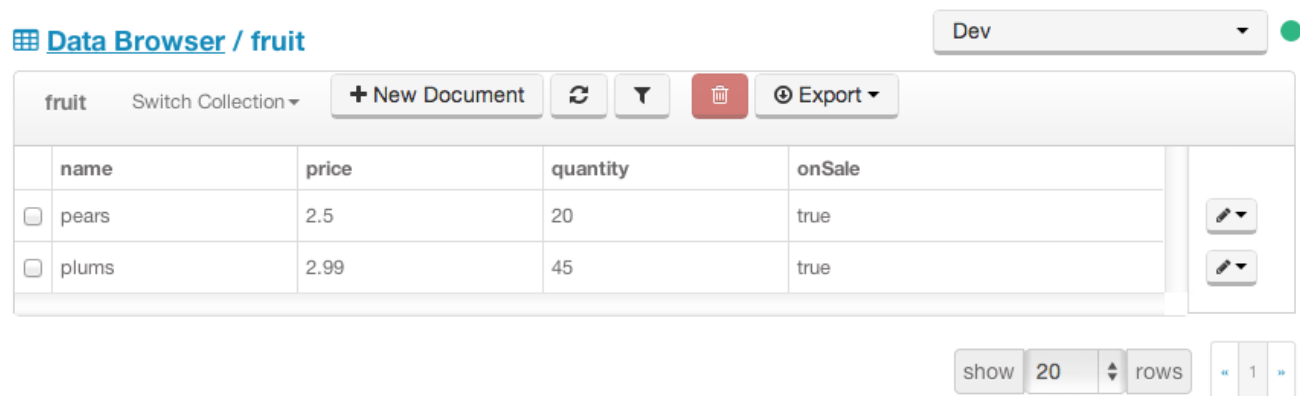 Dev
Data Browser / fruit
fruit Switch Collection + New Document Export
name price quantity onSale
pears 2.5 20 true
plums 2.99 45 true
show 20 rows « 1 »